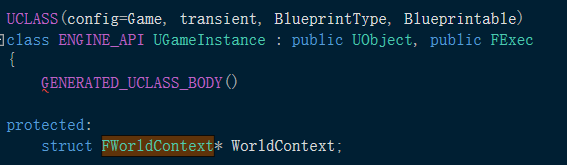 UCLASS(config=Game, transient, BlueprintType, Blueprintable)
class ENGINE_API UGameInstance : public UObject, public FExec
{
GENERATED_UCLASS_BODY()
protected:
struct FWorldContext* WorldContext;